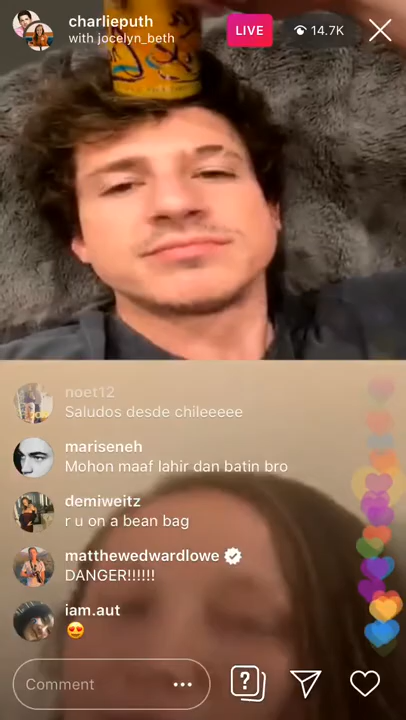 charlieputh
with jocelyn_beth
LIVE
14.7K
noet12
Saludos desde chileeeee
mariseneh
Mohon maaf lahir dan batin bro
demiweitz
r u on a bean bag
matthewedwardlowe
DANGER!!!!!!
iam.aut
😍
Comment